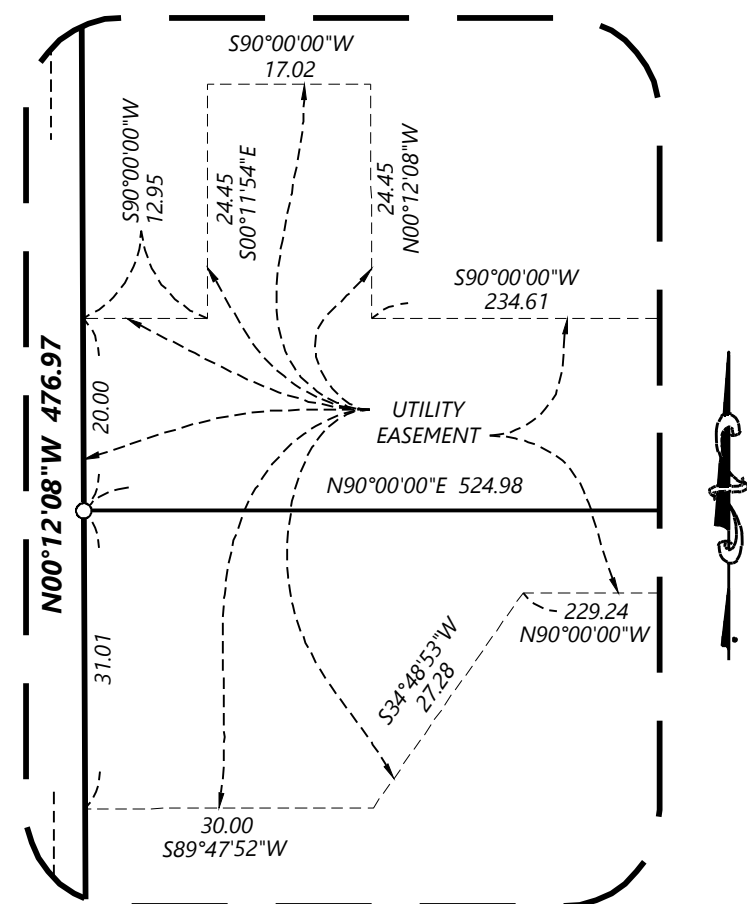 S90°00'00"W
17.02
S90°00'00"W
12.95
24.45
S00°11'54"E
24.45
N00°12'08"W
S90°00'00"W
234.61
N00°12'08"W 476.97
20.00
UTILITY
EASEMENT
N90°00'00"E 524.98
31.01
S34°48'53"W
27.28
229.24
N90°00'00"W
30.00
S89°47'52"W